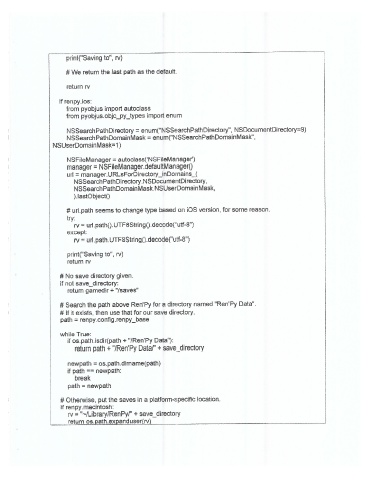 print("Saving to", rv)
# We return the last path as the default.
return rv
if renpy.ios:
from pyobjus import autoclass
from pyobjus.objc_py_types import enum
NSSearchPathDirectory = enum("NSSearchPathDirectory", NSDocumentDirectory=9)
NSSearchPathDomainMask = enum("NSSearchPathDomainMask",
NSUserDomainMask=1)
NSFileManager = autoclass('NSFileManager')
manager = NSFileManager.defaultManager()
url = manager.URLsForDirectory_inDomains_(
NSSearchPathDirectory.NSDocumentDirectory,
NSSearchPathDomainMask.NSUserDomainMask,
).lastObject()
# url.path seems to change type based on iOS version, for some reason.
try:
rv = url.path().UTF8String().decode("utf-8")
except:
rv = url.path.UTF8String().decode("utf-8")
print("Saving to", rv)
return rv
# No save directory given.
if not save_directory:
return gamedir + "/saves"
# Search the path above Ren'Py for a directory named "Ren'Py Data".
# If it exists, then use that for our save directory.
path = renpy.config.renpy_base
while True:
if os.path.isdir(path + "/Ren'Py Data"):
return path + "/Ren'Py Data/" + save_directory
newpath = os.path.dirname(path)
if path == newpath:
break
path = newpath
# Otherwise, put the saves in a platform-specific location.
if renpy.macintosh:
rv = "~/Library/RenPy/" + save_directory
return os.path.expanduser(rv)